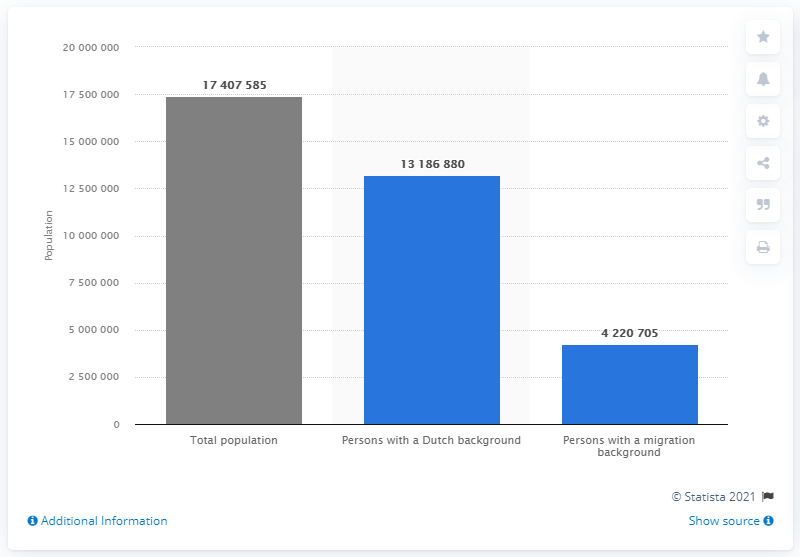 20 000 000
17 500 000
15 000 000
12 500 000
10 000 000
7 500 000
5 000 000
2 500 000
0
Population
17 407 585
13 186 880
4 220 705
Total population
Persons with a Dutch background
Persons with a migration
background
© Statista 2021
Additional Information
Show source